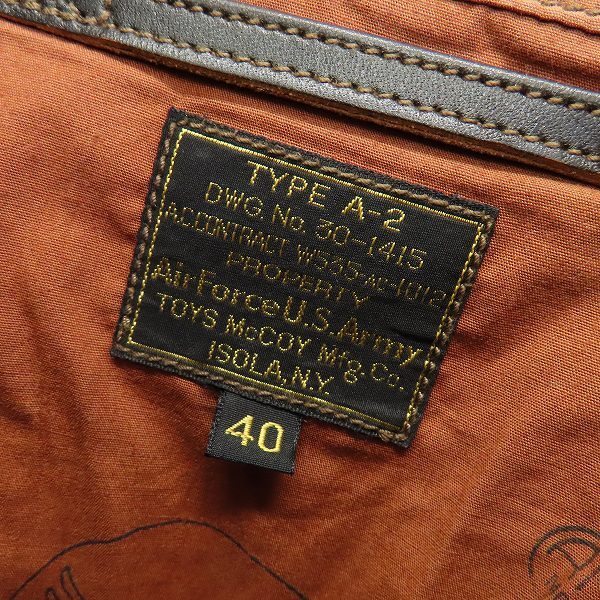 TYPE A-2
DWG No. 30-1415
A.C.CONTRACT W535-AC-1012
PROPERTY
Air Force U.S. Army
TOYS McCOY Mfg. Co.
ISOLA, N.Y.
40